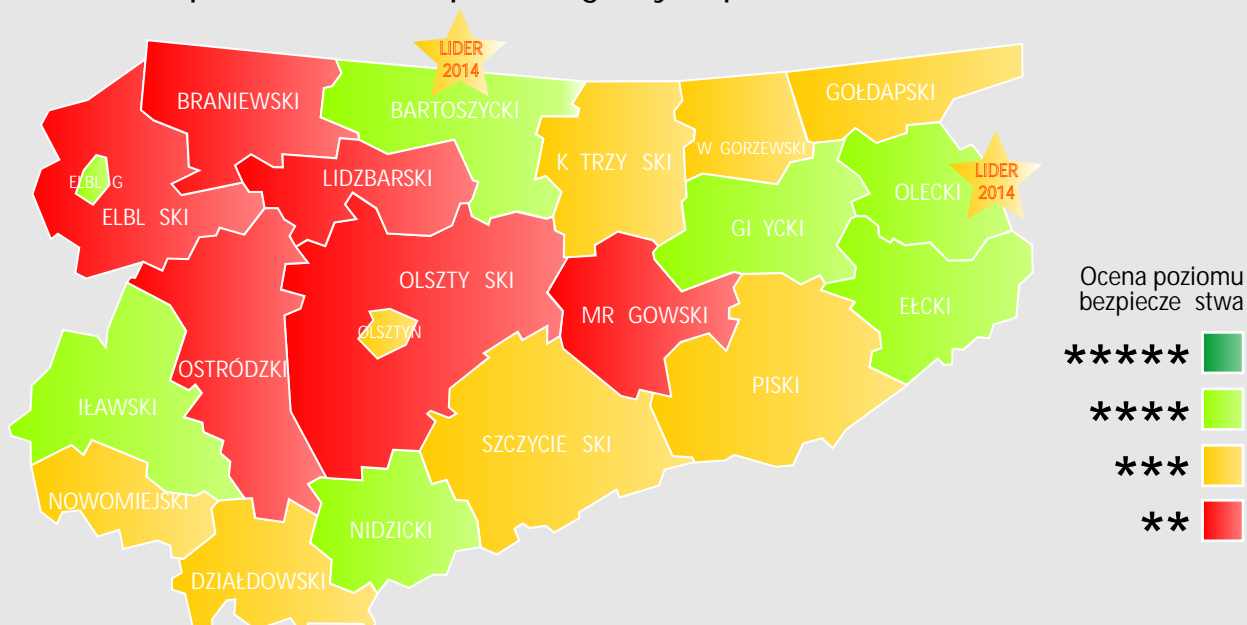 LIDER
2014
BRANIEWSKI
BARTOSZYCKI
GOŁDAPSKI
K TRZY SKI
W GORZEWSKI
LIDER
2014
ELBL G
LIDZBARSKI
OLECKI
ELBL SKI
GI YCKI
OLSZTY SKI
Ocena poziomu
bezpiecze stwa
MR GOWSKI
EŁCKI
OLSZTYN
*****
OSTRÓDZKI
PISKI
IŁAWSKI
****
SZCZYCIE SKI
***
NOWOMIEJSKI
NIDZICKI
**
DZIAŁDOWSKI